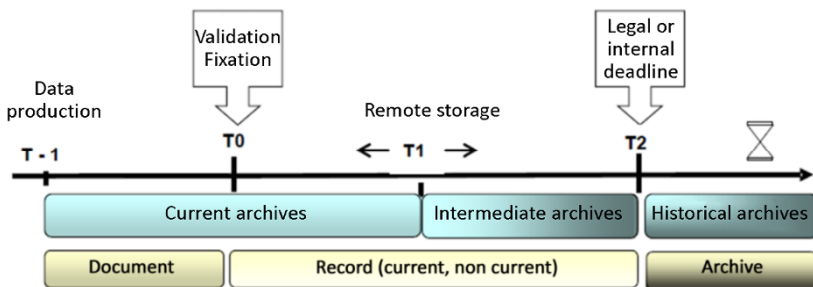 Validation
Fixation
Legal or
internal
deadline
Data
production
Remote storage
T - 1
T0
T1
T2
Current archives
Intermediate archives
Historical archives
Document
Record (current, non current)
Archive